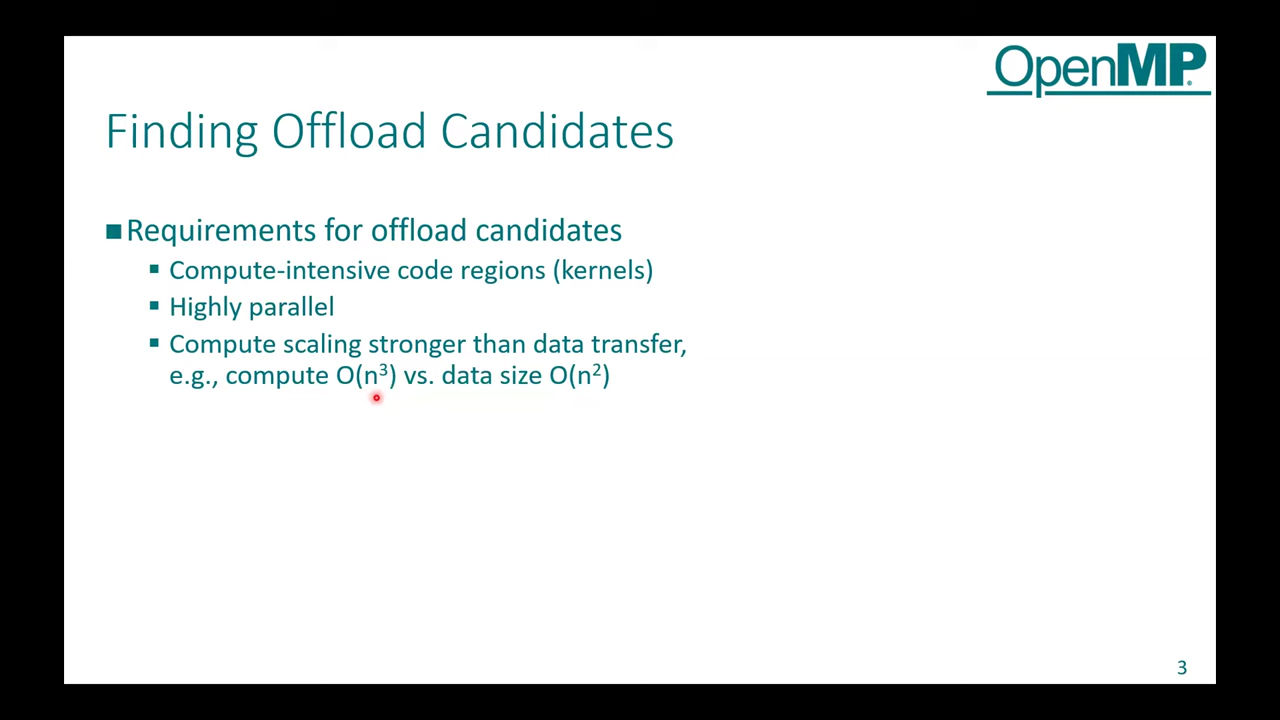 OpenMP
Finding Offload Candidates
■Requirements for offload candidates
▪ Compute-intensive code regions (kernels)
▪ Highly parallel
▪ Compute scaling stronger than data transfer,
e.g., compute O(n³) vs. data size O(n²)
3